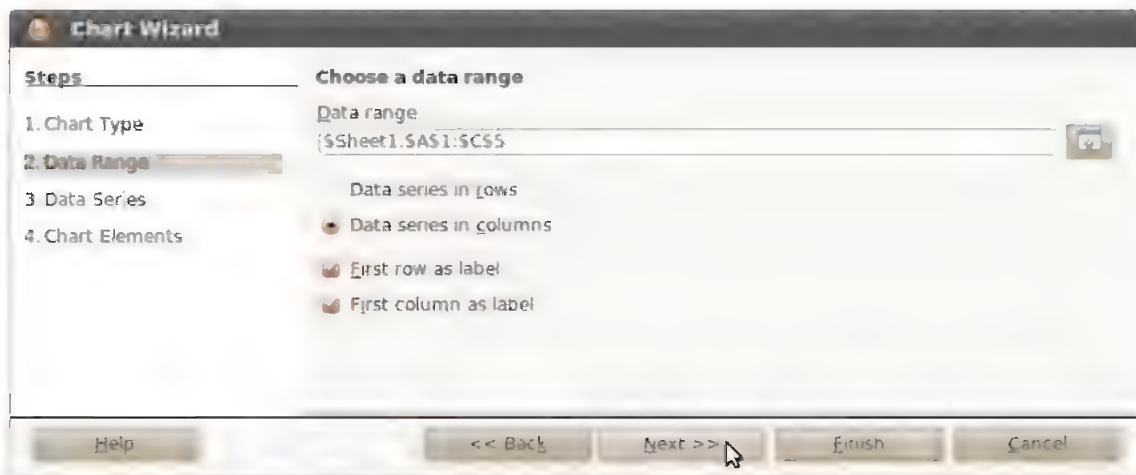 Chart Wizard
Steps
1. Chart Type
2. Data Range
3 Data Series
4. Chart Elements
Choose a data range
Data range
$Sheet1.$A$1:$C$5
Data series in rows
Data series in columns
First row as label
First column as label
Help
<< Back
Next >>
Finish
Cancel